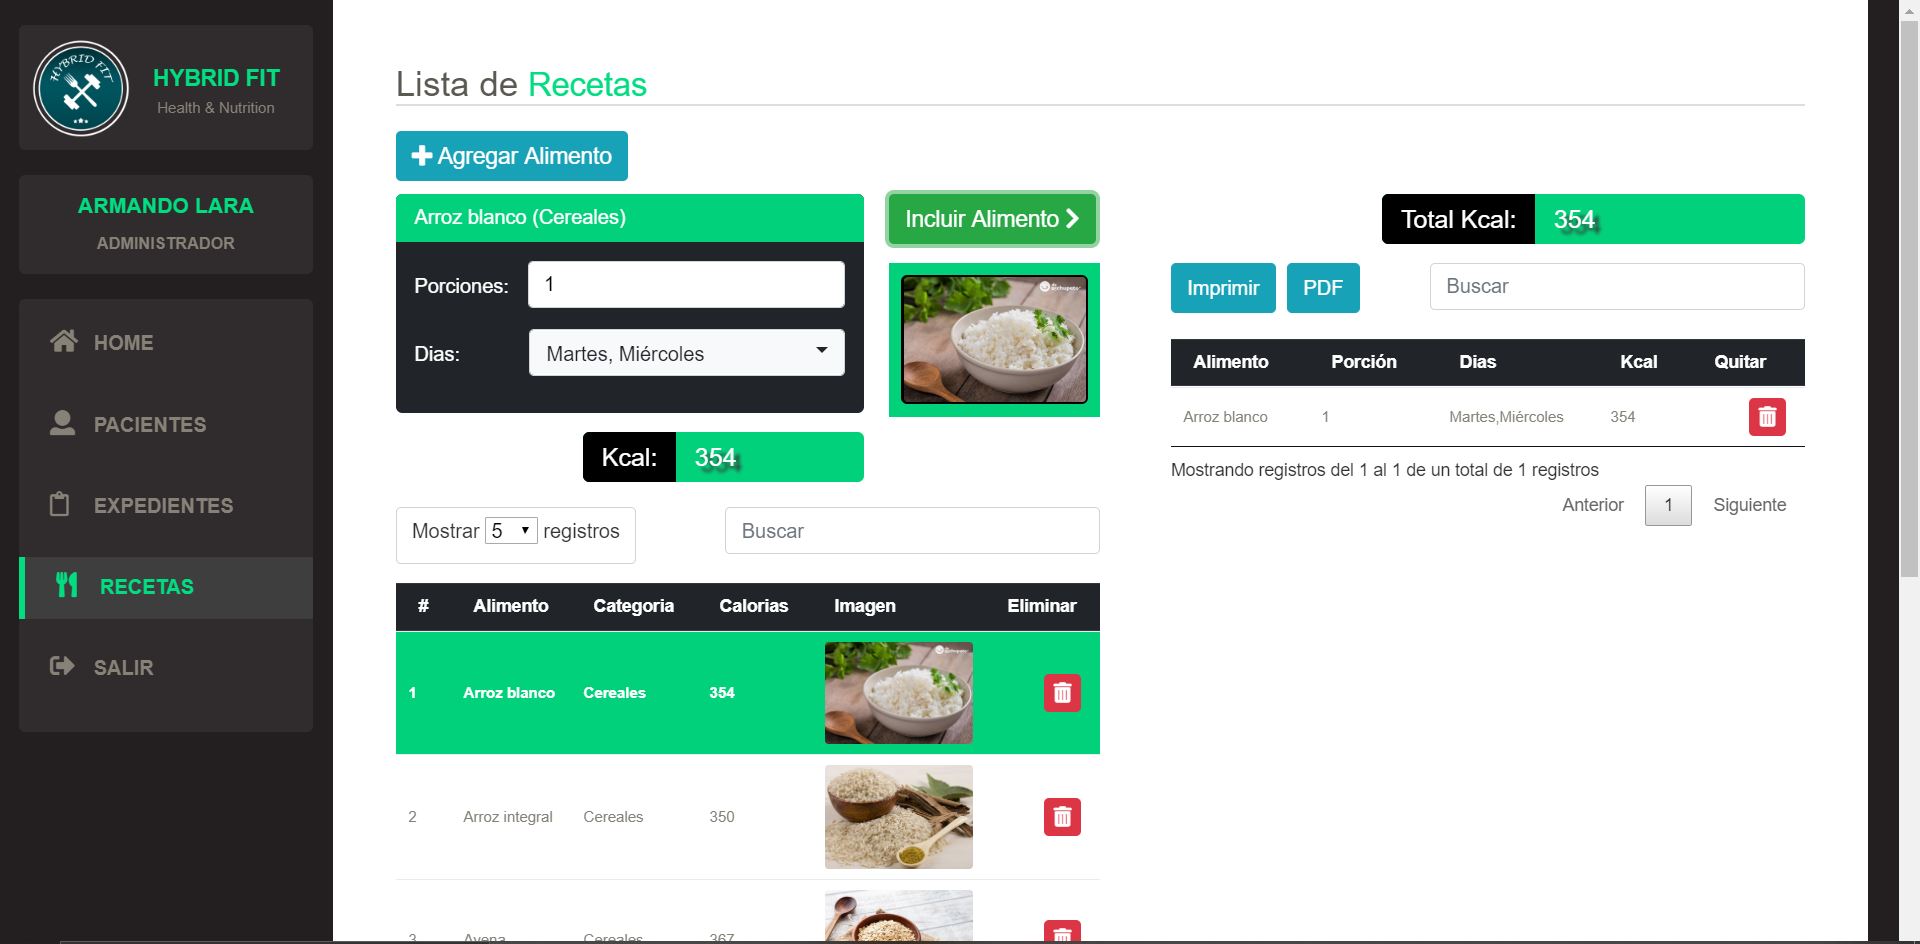 HYBRID FIT
HYBRID FIT
Health & Nutrition
ARMANDO LARA
ADMINISTRADOR
HOME
PACIENTES
EXPEDIENTES
RECETAS
SALIR
Lista de Recetas
Agregar Alimento
Arroz blanco (Cereales)
Porciones: 1
Dias: Martes, Miércoles
Incluir Alimento
Kcal: 354
Mostrar 5 registros
Buscar
# Alimento Categoria Calorias Imagen Eliminar
1 Arroz blanco Cereales 354
2 Arroz integral Cereales 350
3 Avena Cereales 367
Total Kcal: 354
Imprimir PDF Buscar
Alimento Porción Dias Kcal Quitar
Arroz blanco 1 Martes,Miércoles 354
Mostrando registros del 1 al 1 de un total de 1 registros
Anterior 1 Siguiente